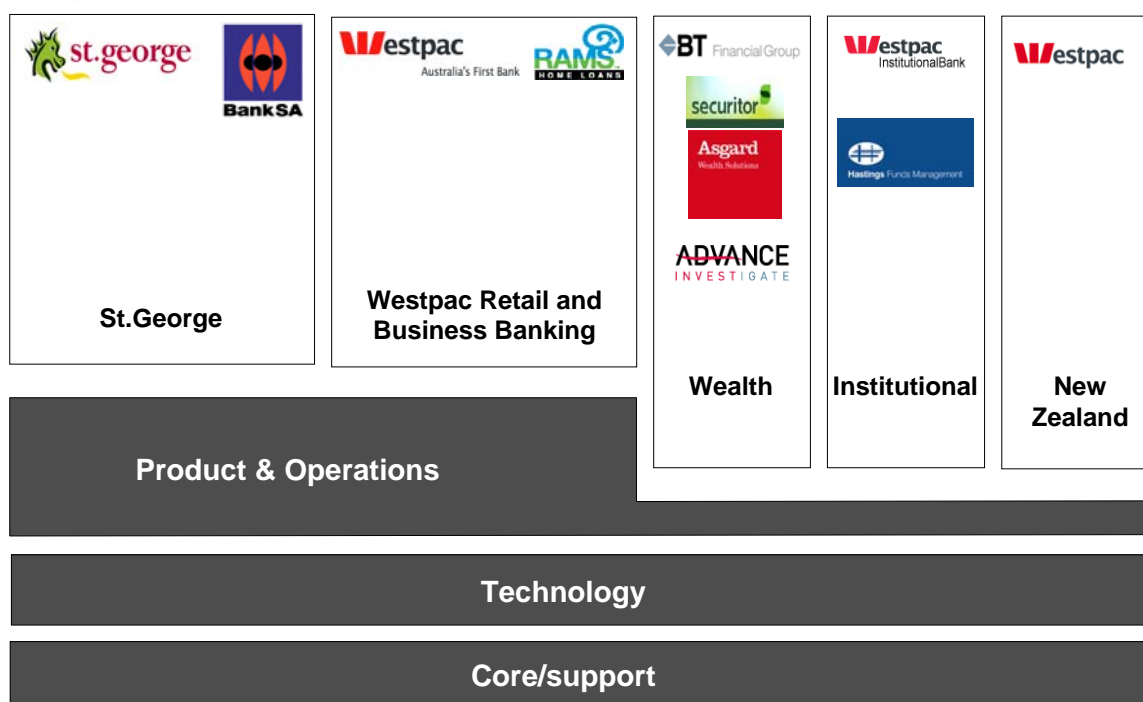 st.george
BankSA
Westpac
Australia's First Bank
RAMS
HOME LOANS
BT Financial Group
securitor
Asgard
Wealth Solutions
ADVANCE
INVESTIGATE
Westpac
InstitutionalBank
Hastings Funds Management
Westpac
St.George
Westpac Retail and
Business Banking
Wealth
Institutional
New
Zealand
Product & Operations
Technology
Core/support